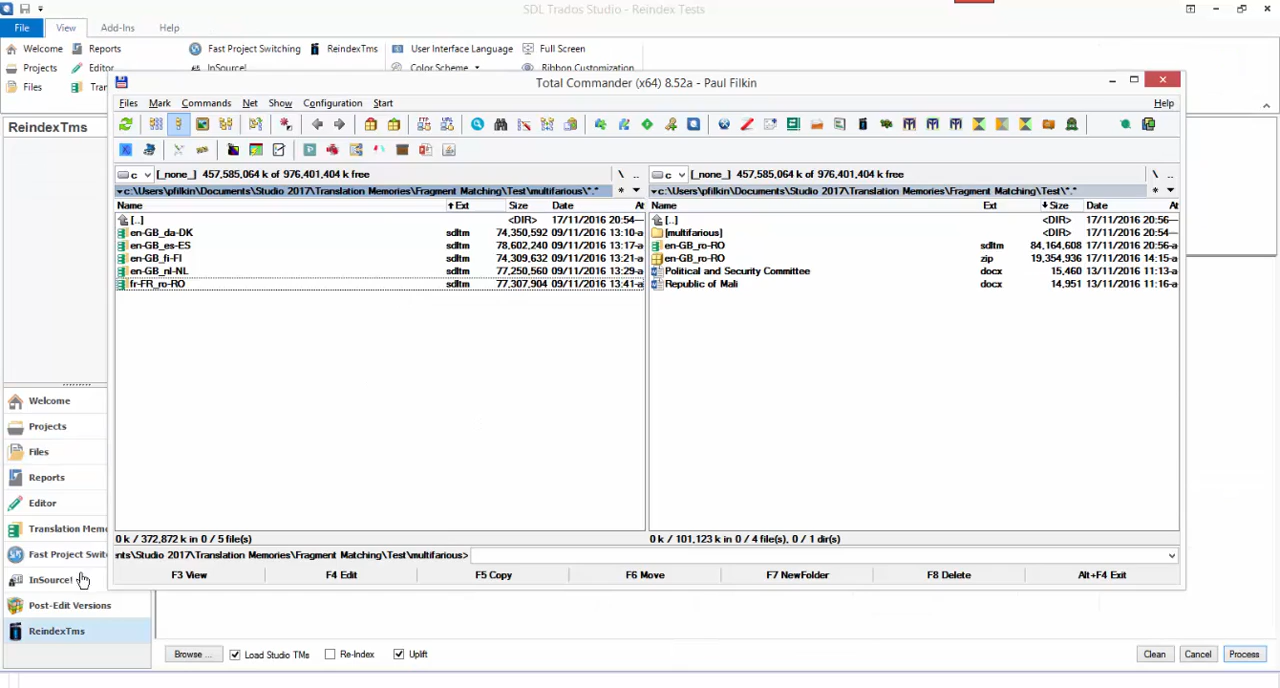 SDL Trados Studio - Reindex Tests
File View Add-Ins Help
Welcome Reports Fast Project Switching ReindexTms User Interface Language Full Screen
Projects Editor InSource! Color Scheme Ribbon Customization
Files Tran
ReindexTms
Total Commander (x64) 8.52a - Paul Filkin
Files Mark Commands Net Show Configuration Start Help
c [_none_] 457,585,064 k of 976,401,404 k free \ ..
c [_none_] 457,585,064 k of 976,401,404 k free \ ..
c:\Users\pfilkin\Documents\Studio 2017\Translation Memories\Fragment Matching\Test\multifarious\*.* *
c:\Users\pfilkin\Documents\Studio 2017\Translation Memories\Fragment Matching\Test\*.* *
Name Ext Size Date At
[..] <DIR> 17/11/2016 20:54—
en-GB_da-DK sdltm 74,350,592 09/11/2016 13:10-a
en-GB_es-ES sdltm 78,602,240 09/11/2016 13:17-a
en-GB_fi-FI sdltm 74,309,632 09/11/2016 13:21-a
en-GB_nl-NL sdltm 77,250,560 09/11/2016 13:29-a
fr-FR_ro-RO sdltm 77,307,904 09/11/2016 13:41-a
Name Ext Size Date At
[..] <DIR> 17/11/2016 20:56—
[multifarious] <DIR> 17/11/2016 20:54—
en-GB_ro-RO sdltm 84,164,608 17/11/2016 20:56-a
en-GB_ro-RO zip 19,354,936 17/11/2016 14:15-a
Political and Security Committee docx 15,460 13/11/2016 11:13-a
Republic of Mali docx 14,951 13/11/2016 11:16-a
0 k / 372,872 k in 0 / 5 file(s)
0 k / 101,123 k in 0 / 4 file(s), 0 / 1 dir(s)
nts\Studio 2017\Translation Memories\Fragment Matching\Test\multifarious>
F3 View F4 Edit F5 Copy F6 Move F7 NewFolder F8 Delete Alt+F4 Exit
Welcome
Projects
Files
Reports
Editor
Translation Memo
Fast Project Swit
InSource!
Post-Edit Versions
ReindexTms
Browse ... Load Studio TMs Re-Index Uplift Clean Cancel Process